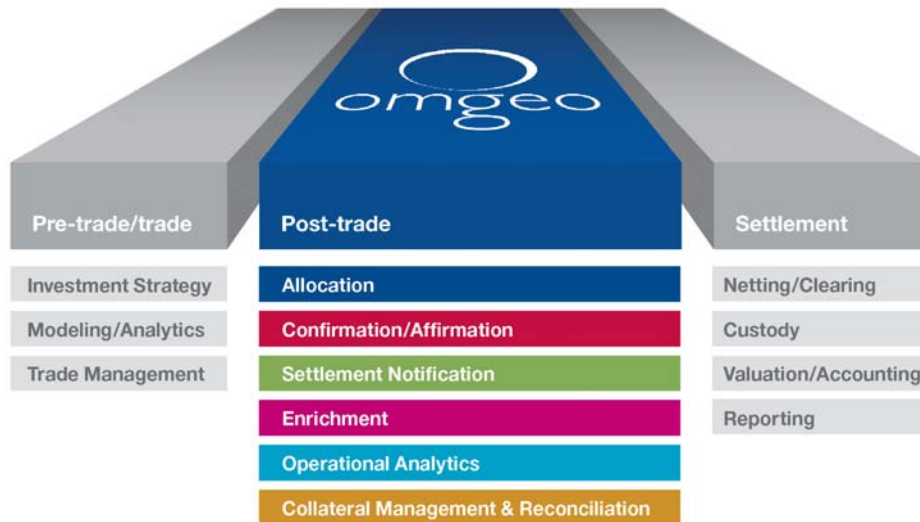 omgeo
Pre-trade/trade
Investment Strategy
Modeling/Analytics
Trade Management
Post-trade
Allocation
Confirmation/Affirmation
Settlement Notification
Enrichment
Operational Analytics
Collateral Management & Reconciliation
Settlement
Netting/Clearing
Custody
Valuation/Accounting
Reporting